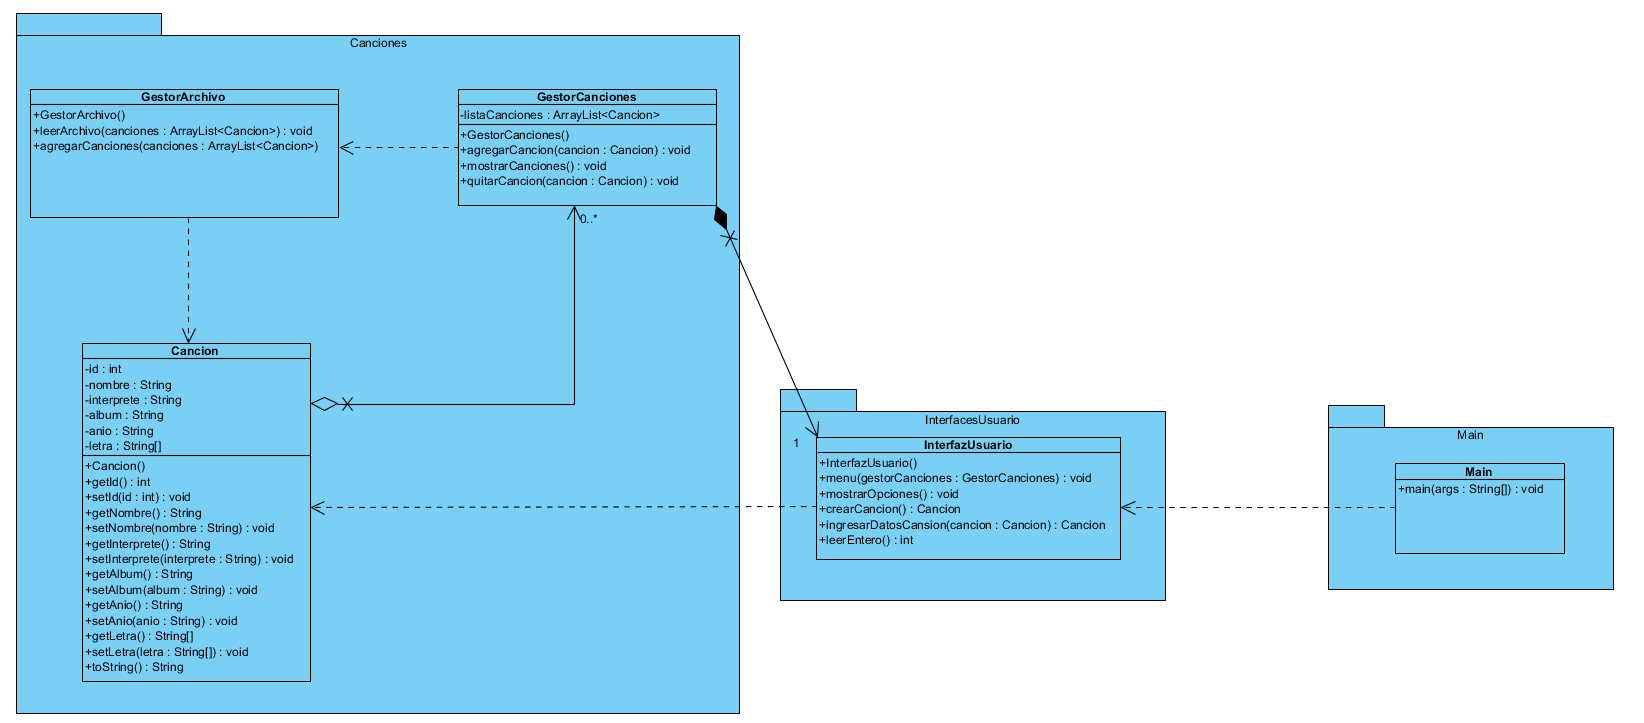 Canciones
GestorArchivo
+GestorArchivo()
+leerArchivo(canciones : ArrayList<Cancion>) : void
+agregarCanciones(canciones : ArrayList<Cancion>)
GestorCanciones
-listaCanciones : ArrayList<Cancion>
+GestorCanciones()
+agregarCancion(cancion : Cancion) : void
+mostrarCanciones() : void
+quitarCancion(cancion : Cancion) : void
0..*
Cancion
-id : int
-nombre : String
-interprete : String
-album : String
-anio : String
-letra : String[]
+Cancion()
+getId() : int
+setId(id : int) : void
+getNombre() : String
+setNombre(nombre : String) : void
+getInterprete() : String
+setInterprete(interprete : String) : void
+getAlbum() : String
+setAlbum(album : String) : void
+getAnio() : String
+setAnio(anio : String) : void
+getLetra() : String[]
+setLetra(letra : String[]) : void
+toString() : String
InterfacesUsuario
1
InterfazUsuario
+InterfazUsuario()
+menu(gestorCanciones : GestorCanciones) : void
+mostrarOpciones() : void
+crearCancion() : Cancion
+ingresarDatosCansion(cancion : Cancion) : Cancion
+leerEntero() : int
Main
Main
+main(args : String[]) : void